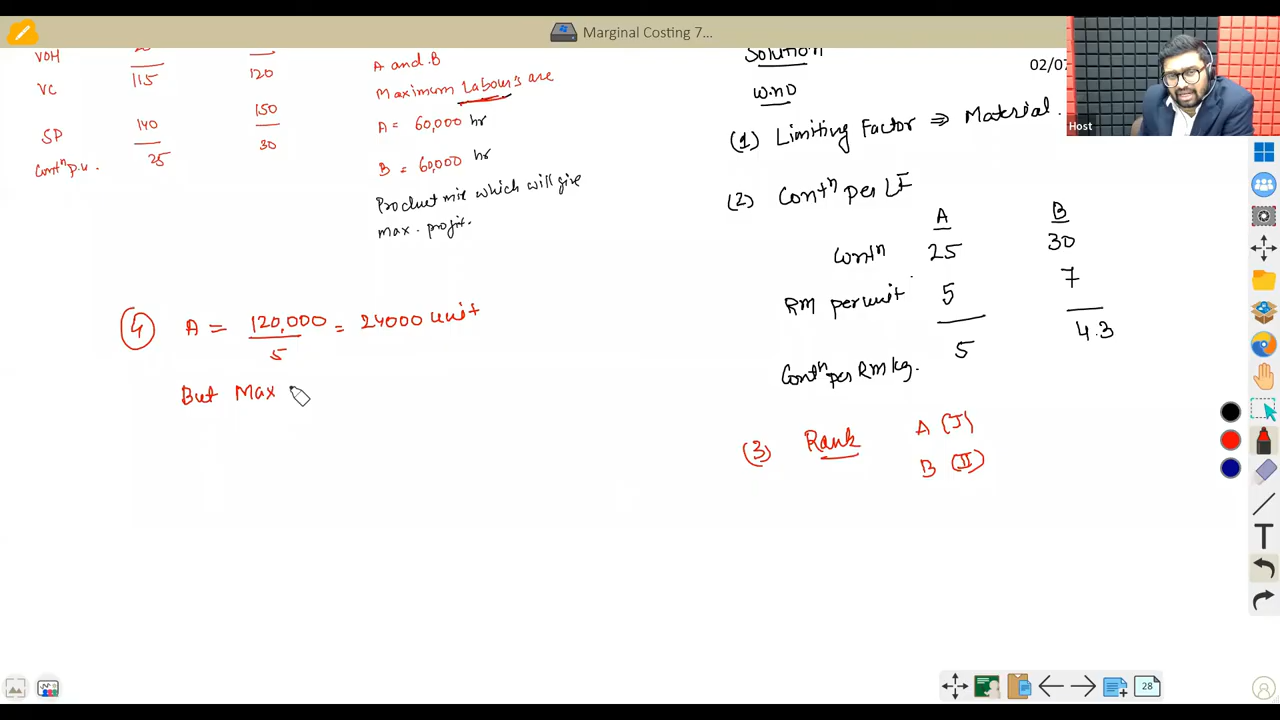 Marginal Costing 7...
VOH
VC 115 120
SP 140 150
Contⁿ p.u. 25 30
A and B
Maximum Labour's are
A = 60,000 hr
B = 60,000 hr
Product mix which will give
max. profit.
④ A = 120,000 / 5 = 24000 unit
But Max
Solution
W.NO
(1) Limiting Factor ⇒ Material.
(2) Contⁿ per LF
A B
Contⁿ 25 30
RM per unit 5 7
Contⁿ per RM kg. 5 4.3
(3) Rank A (I)
B (II)
02/0
Host
28